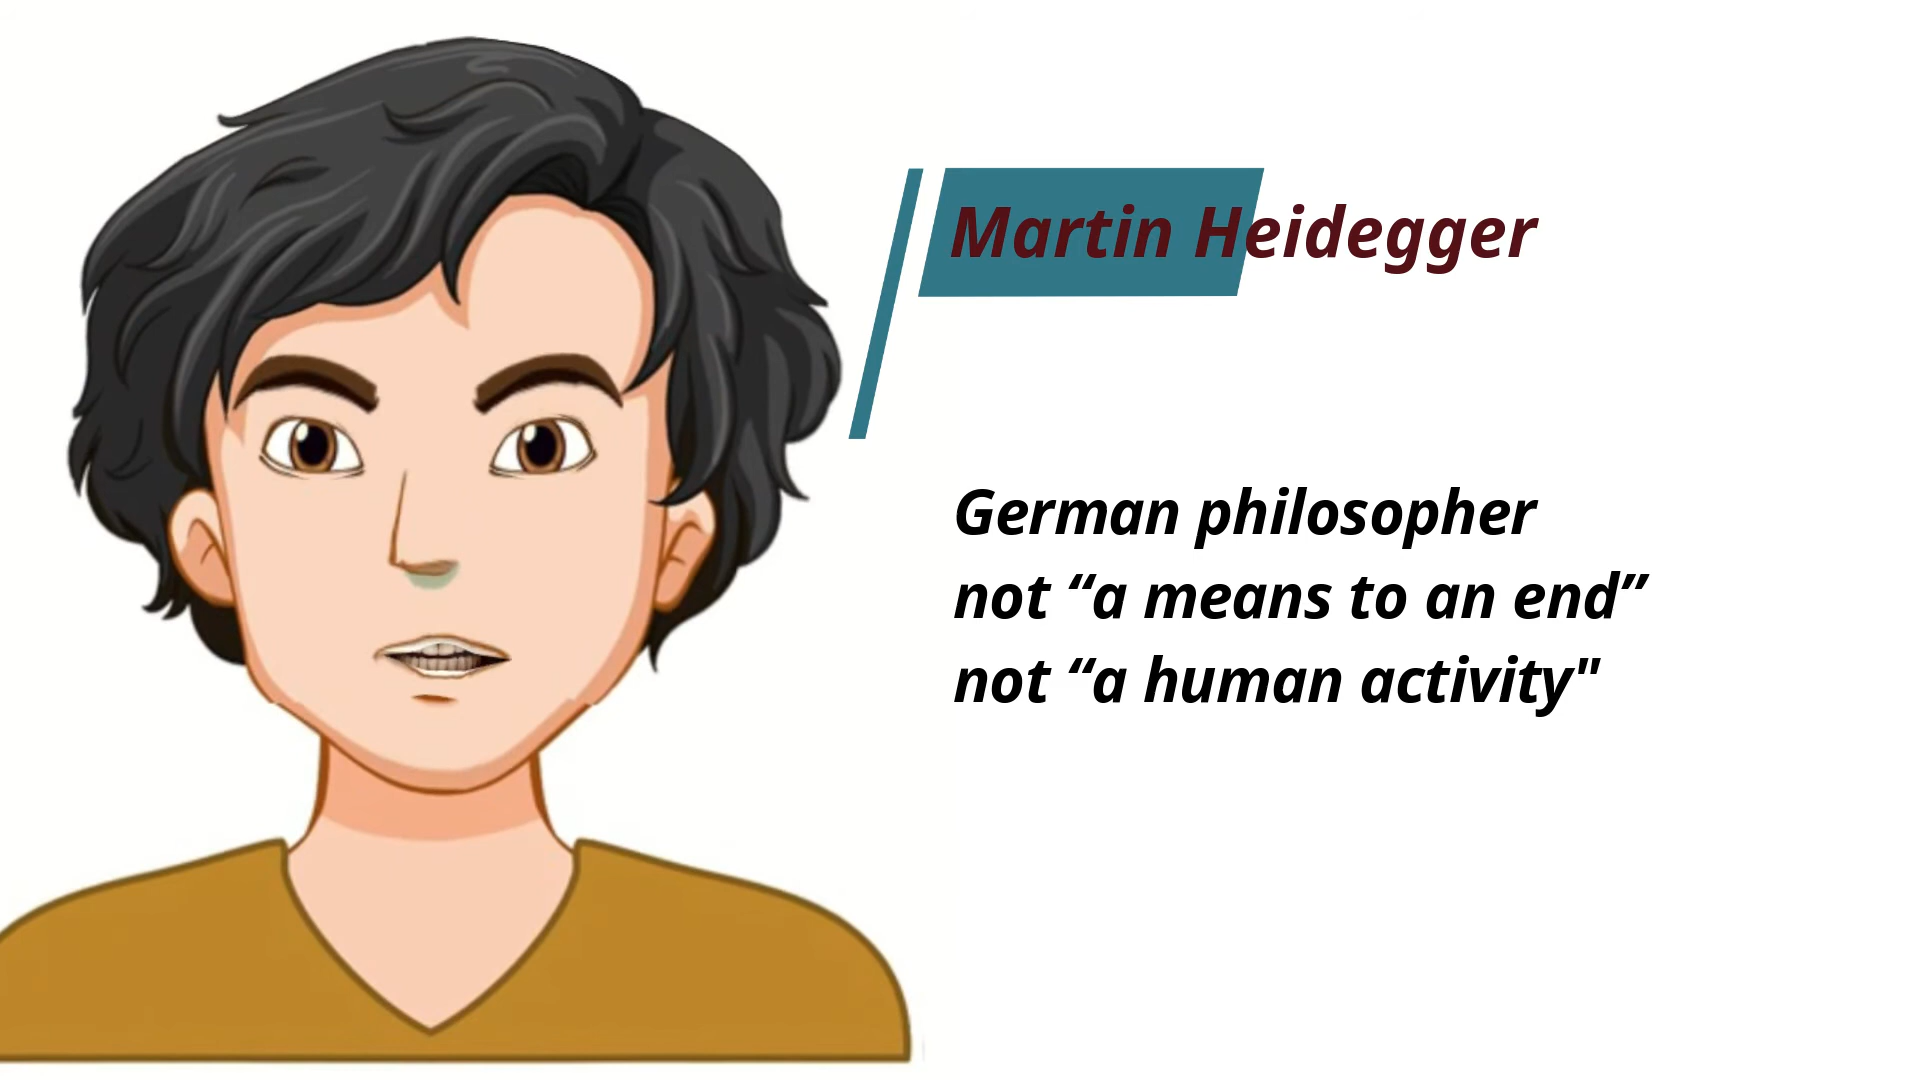 Martin Heidegger
German philosopher
not “a means to an end”
not “a human activity"